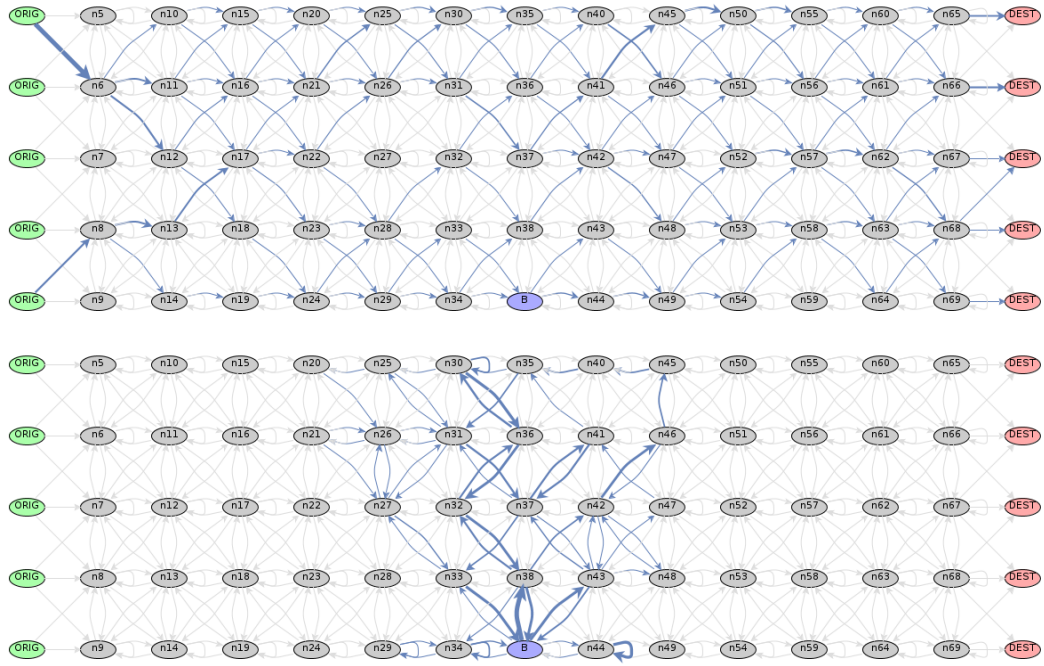 ORIG n5 n10 n15 n20 n25 n30 n35 n40 n45 n50 n55 n60 n65 DEST
ORIG n6 n11 n16 n21 n26 n31 n36 n41 n46 n51 n56 n61 n66 DEST
ORIG n7 n12 n17 n22 n27 n32 n37 n42 n47 n52 n57 n62 n67 DEST
ORIG n8 n13 n18 n23 n28 n33 n38 n43 n48 n53 n58 n63 n68 DEST
ORIG n9 n14 n19 n24 n29 n34 B n44 n49 n54 n59 n64 n69 DEST
ORIG n5 n10 n15 n20 n25 n30 n35 n40 n45 n50 n55 n60 n65 DEST
ORIG n6 n11 n16 n21 n26 n31 n36 n41 n46 n51 n56 n61 n66 DEST
ORIG n7 n12 n17 n22 n27 n32 n37 n42 n47 n52 n57 n62 n67 DEST
ORIG n8 n13 n18 n23 n28 n33 n38 n43 n48 n53 n58 n63 n68 DEST
ORIG n9 n14 n19 n24 n29 n34 B n44 n49 n54 n59 n64 n69 DEST